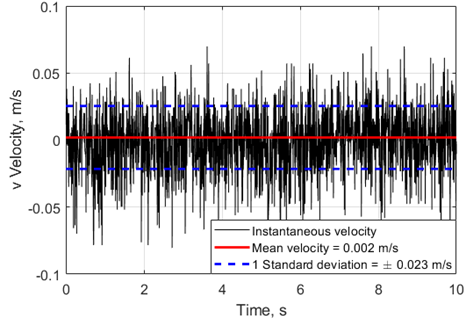 0.1
0.05
0
-0.05
-0.1
v Velocity, m/s
Instantaneous velocity
Mean velocity = 0.002 m/s
1 Standard deviation = ± 0.023 m/s
0 2 4 6 8 10
Time, s